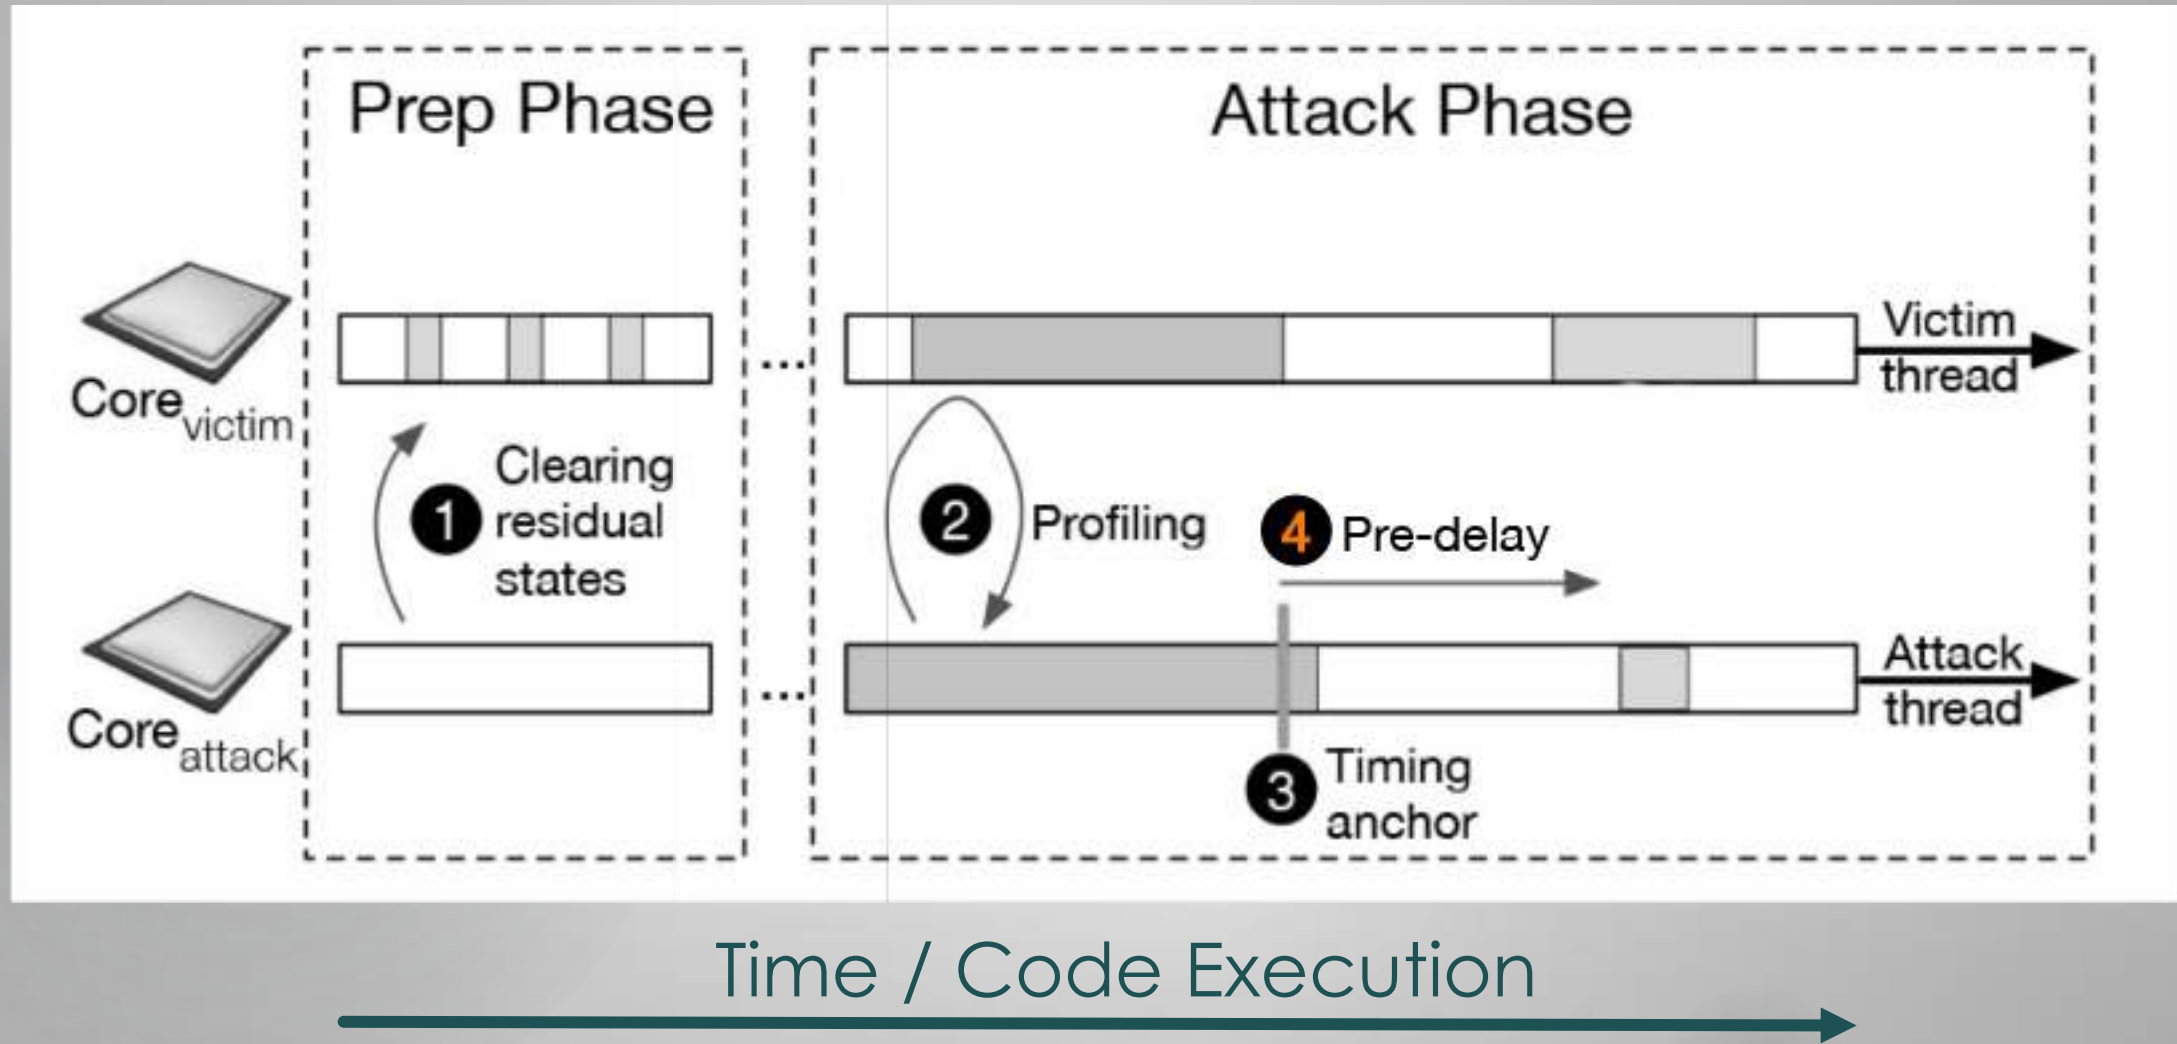 Prep Phase
Attack Phase
Core victim
...
Victim
thread
1 Clearing
residual
states
2 Profiling
4 Pre-delay
Core attack
...
Attack
thread
3 Timing
anchor
Time / Code Execution